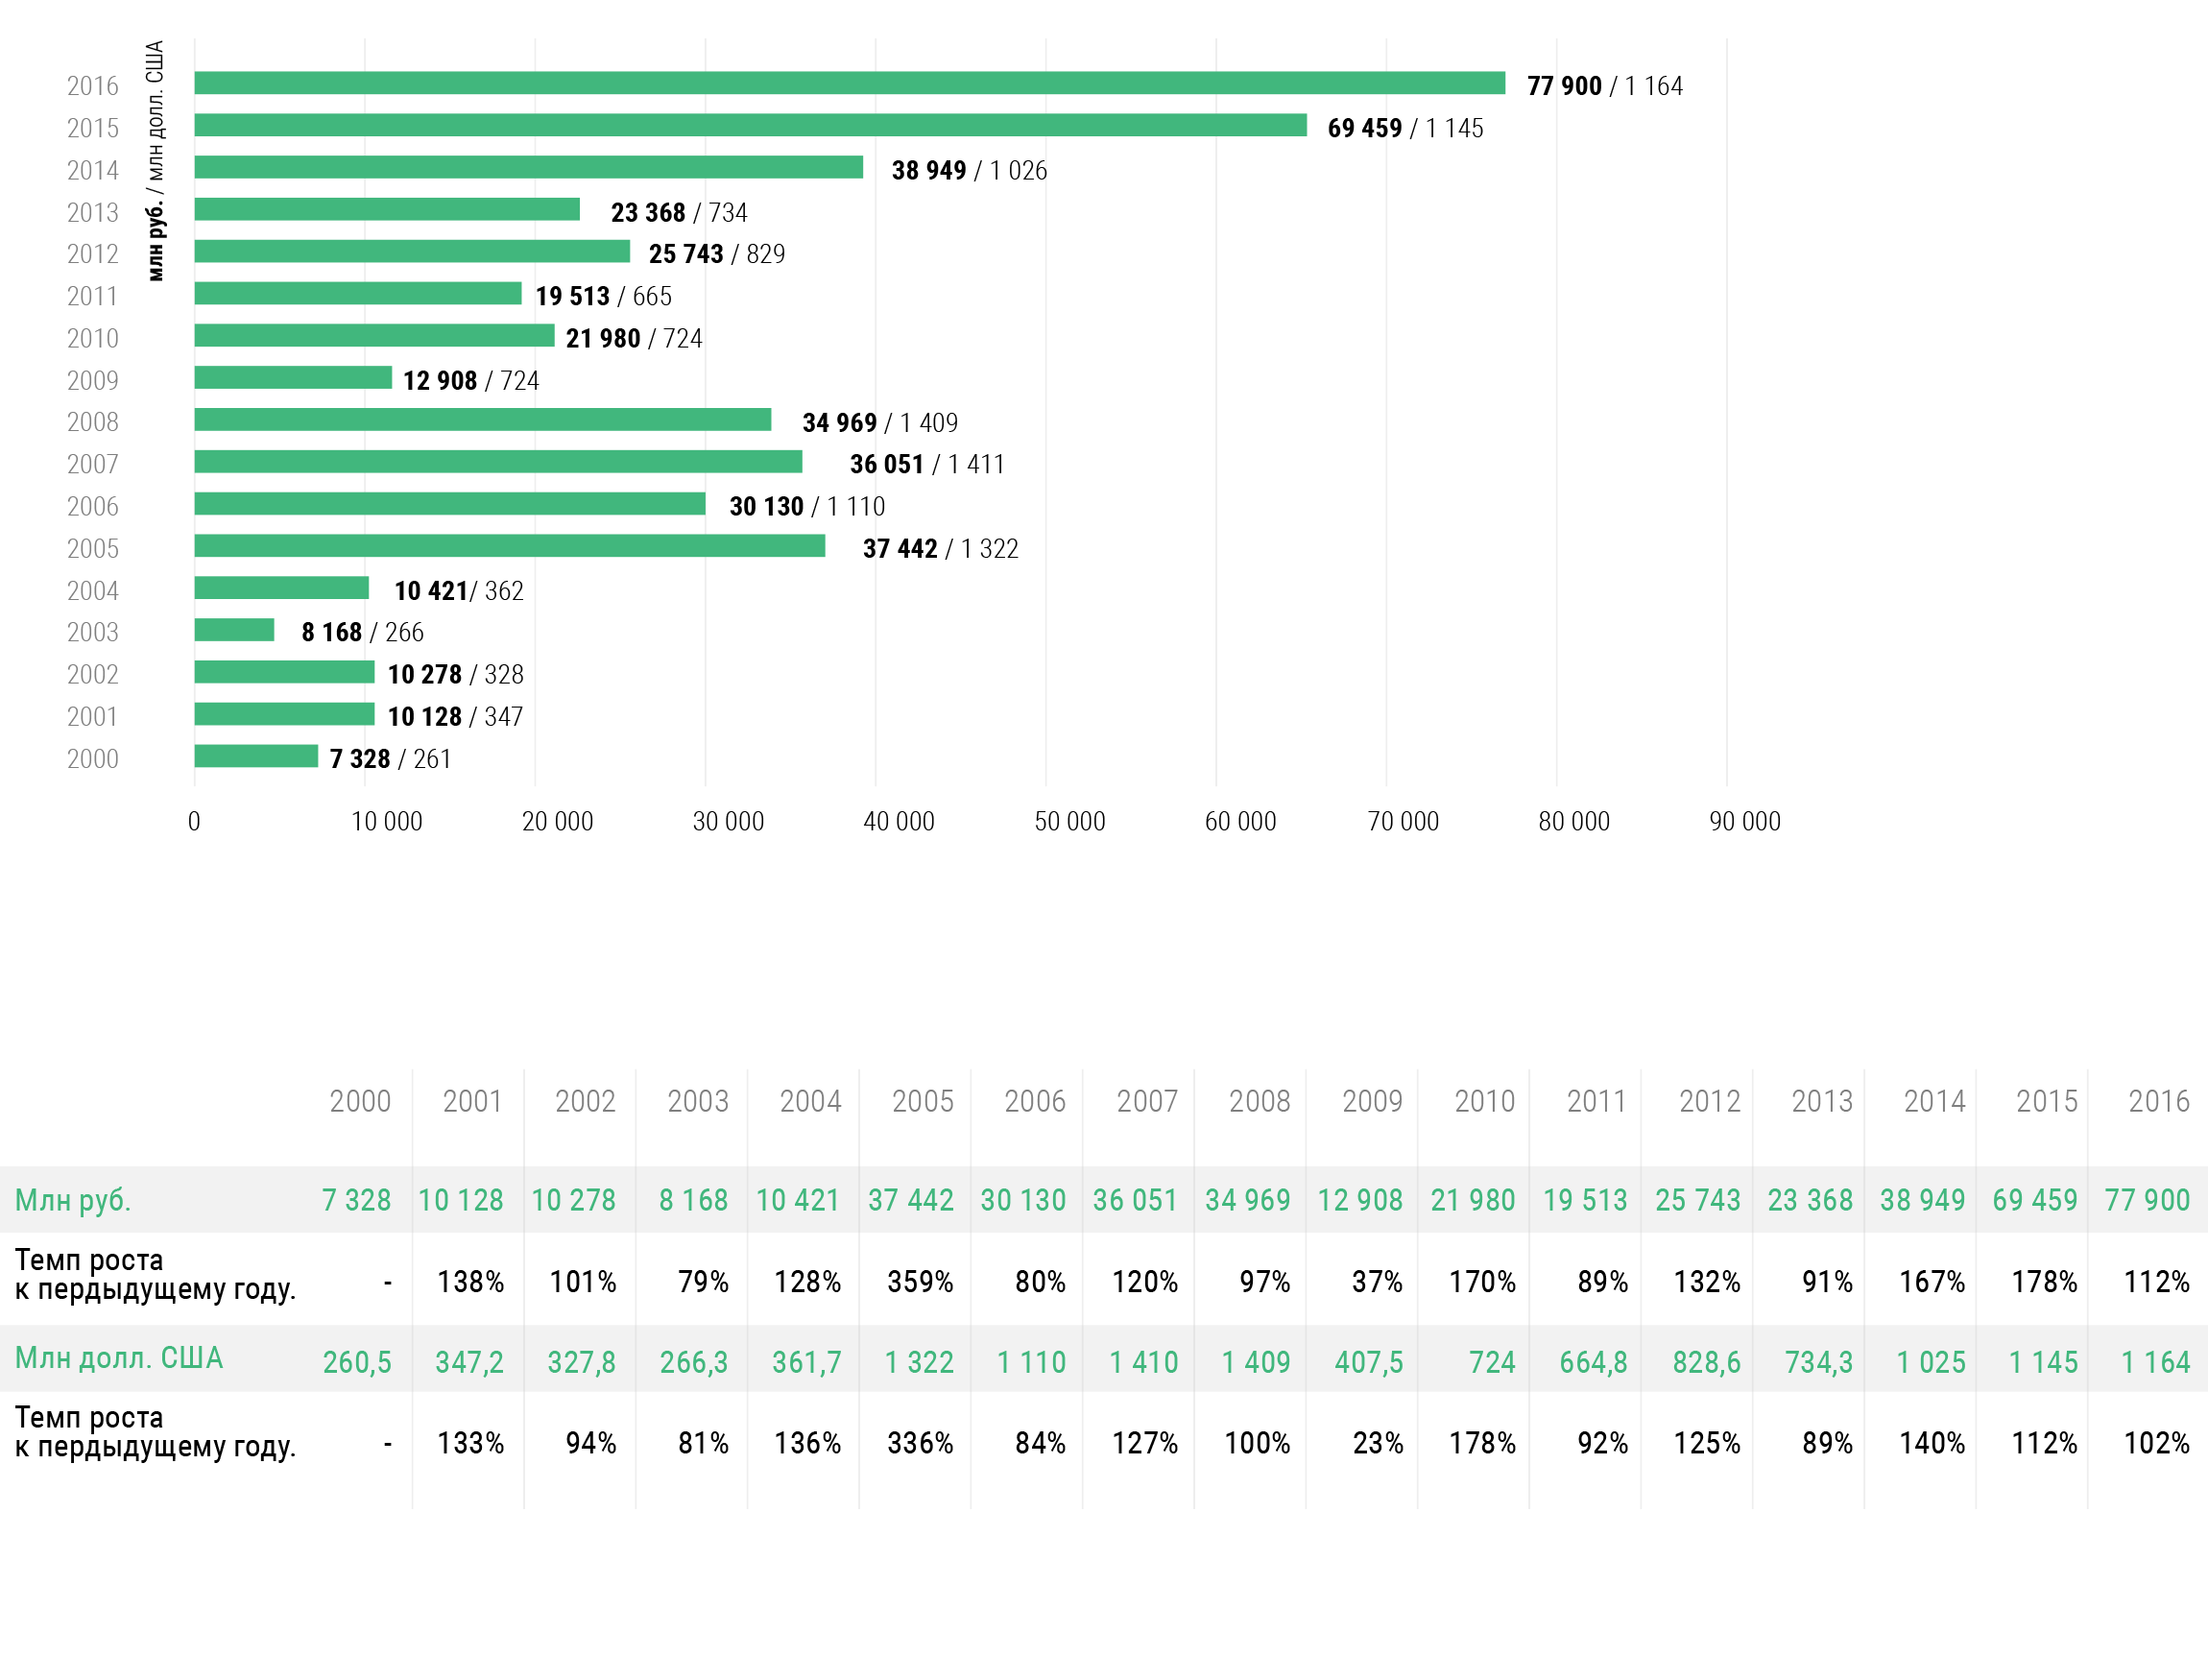 млн руб. / млн долл. США
2016 77 900 / 1 164
2015 69 459 / 1 145
2014 38 949 / 1 026
2013 23 368 / 734
2012 25 743 / 829
2011 19 513 / 665
2010 21 980 / 724
2009 12 908 / 724
2008 34 969 / 1 409
2007 36 051 / 1 411
2006 30 130 / 1 110
2005 37 442 / 1 322
2004 10 421/ 362
2003 8 168 / 266
2002 10 278 / 328
2001 10 128 / 347
2000 7 328 / 261
0 10 000 20 000 30 000 40 000 50 000 60 000 70 000 80 000 90 000
2000 2001 2002 2003 2004 2005 2006 2007 2008 2009 2010 2011 2012 2013 2014 2015 2016
Млн руб. 7 328 10 128 10 278 8 168 10 421 37 442 30 130 36 051 34 969 12 908 21 980 19 513 25 743 23 368 38 949 69 459 77 900
Темп роста
к пердыдущему году. - 138% 101% 79% 128% 359% 80% 120% 97% 37% 170% 89% 132% 91% 167% 178% 112%
Млн долл. США 260,5 347,2 327,8 266,3 361,7 1 322 1 110 1 410 1 409 407,5 724 664,8 828,6 734,3 1 025 1 145 1 164
Темп роста
к пердыдущему году. - 133% 94% 81% 136% 336% 84% 127% 100% 23% 178% 92% 125% 89% 140% 112% 102%